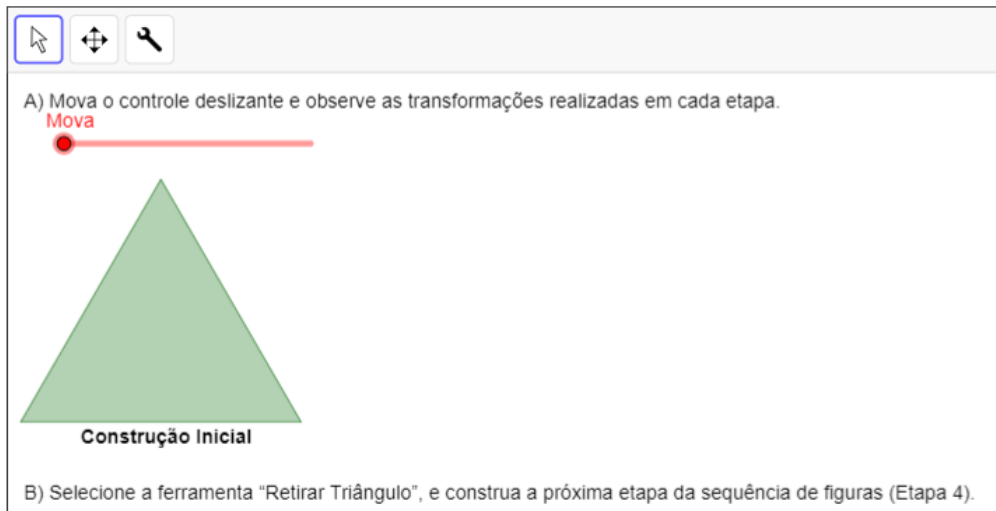 A) Mova o controle deslizante e observe as transformações realizadas em cada etapa.
Mova
Construção Inicial
B) Selecione a ferramenta “Retirar Triângulo”, e construa a próxima etapa da sequência de figuras (Etapa 4).